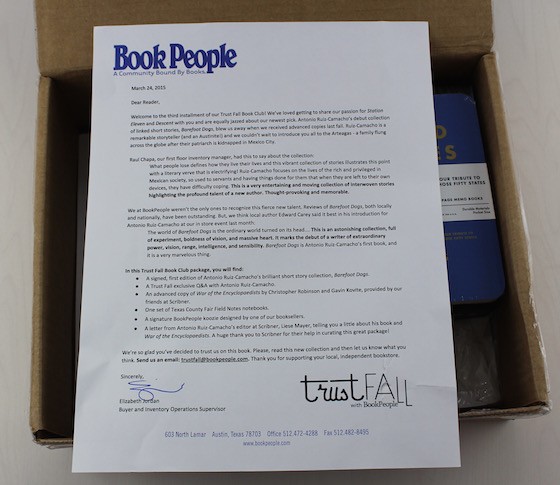 Book People
A Community Bound By Books
March 24, 2015
Dear Reader,
Welcome to the third installment of our Trust Fall Book Club! We've loved getting to share our passion for Station
Eleven and Descent with you and are equally jazzed about our newest pick. Antonio Ruiz-Camacho's debut collection
of linked short stories, Barefoot Dogs, blew us away when we received advanced copies last fall. Ruiz-Camacho is a
remarkable storyteller (and an Austinite!) and we couldn't wait to introduce you all to the Arteagas - a family flung
across the globe after their patriarch is kidnapped in Mexico City.
Raul Chapa, our first floor inventory manager, had this to say about the collection:
What people lose defines how they live their lives and this vibrant collection of stories illustrates this point
with a literary verve that is electrifying! Ruiz-Camacho focuses on the lives of the rich and privileged in
Mexican society, so used to servants and having things done for them that when they are left to their own
devices, they have difficulty coping. This is a very entertaining and moving collection of interwoven stories
highlighting the profound talent of a new author. Thought-provoking and memorable.
We at BookPeople weren't the only ones to recognize this fierce new talent. Reviews of Barefoot Dogs, both locally
and nationally, have been outstanding. But, we think local author Edward Carey said it best in his introduction for
Antonio Ruiz-Camacho at our in store event last month.
The world of Barefoot Dogs is the ordinary world turned on its head... This is an astonishing collection, full
of experiment, boldness of vision, and massive heart. It marks the debut of a writer of extraordinary
power, vision, range, intelligence, and sensibility. Barefoot Dogs is Antonio Ruiz-Camacho's first book, and
it is a very marvelous thing.
In this Trust Fall Book Club package, you will find:
• A signed, first edition of Antonio Ruiz-Camacho's brilliant short story collection, Barefoot Dogs.
• A Trust Fall exclusive Q&A with Antonio Ruiz-Camacho.
• An advanced copy of War of the Encyclopaedists by Christopher Robinson and Gavin Kovite, provided by our
friends at Scribner.
• One set of Texas County Fair Field Notes notebooks.
• A signature BookPeople koozie designed by one of our booksellers.
• A letter from Antonio Ruiz-Camacho's editor at Scribner, Liese Mayer, telling you a little about his book and
War of the Encyclopaedists. A huge thank you to Scribner for their help in curating this great package!
We're so glad you've decided to trust us on this book. Please, read this new collection and then let us know what you
think. Send us an email: trustfall@bookpeople.com. Thank you for supporting your local, independent bookstore.
Sincerely,
Elizabeth Jordan
Buyer and Inventory Operations Supervisor
trust FALL
with BookPeople
603 North Lamar Austin, Texas 78703 Office 512.472-4288 Fax 512.482-8495
www.bookpeople.com
D
ES
OUR TRIBUTE TO
HOSE FIFTY STATES
PAGE MEMO BOOKS